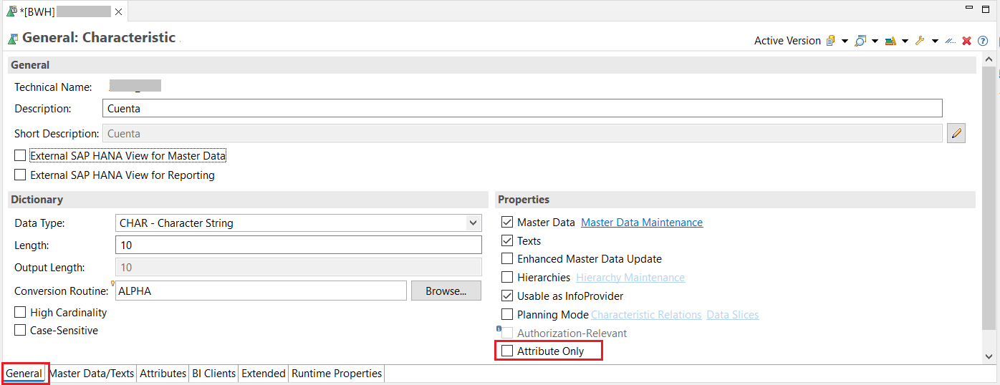 *[BWH]
General: Characteristic
Active Version
General
Technical Name:
Description: Cuenta
Short Description: Cuenta
External SAP HANA View for Master Data
External SAP HANA View for Reporting
Dictionary
Data Type: CHAR - Character String
Length: 10
Output Length: 10
Conversion Routine: ALPHA Browse...
High Cardinality
Case-Sensitive
Properties
Master Data Master Data Maintenance
Texts
Enhanced Master Data Update
Hierarchies Hierarchy Maintenance
Usable as InfoProvider
Planning Mode Characteristic Relations Data Slices
Authorization-Relevant
Attribute Only
General Master Data/Texts Attributes BI Clients Extended Runtime Properties